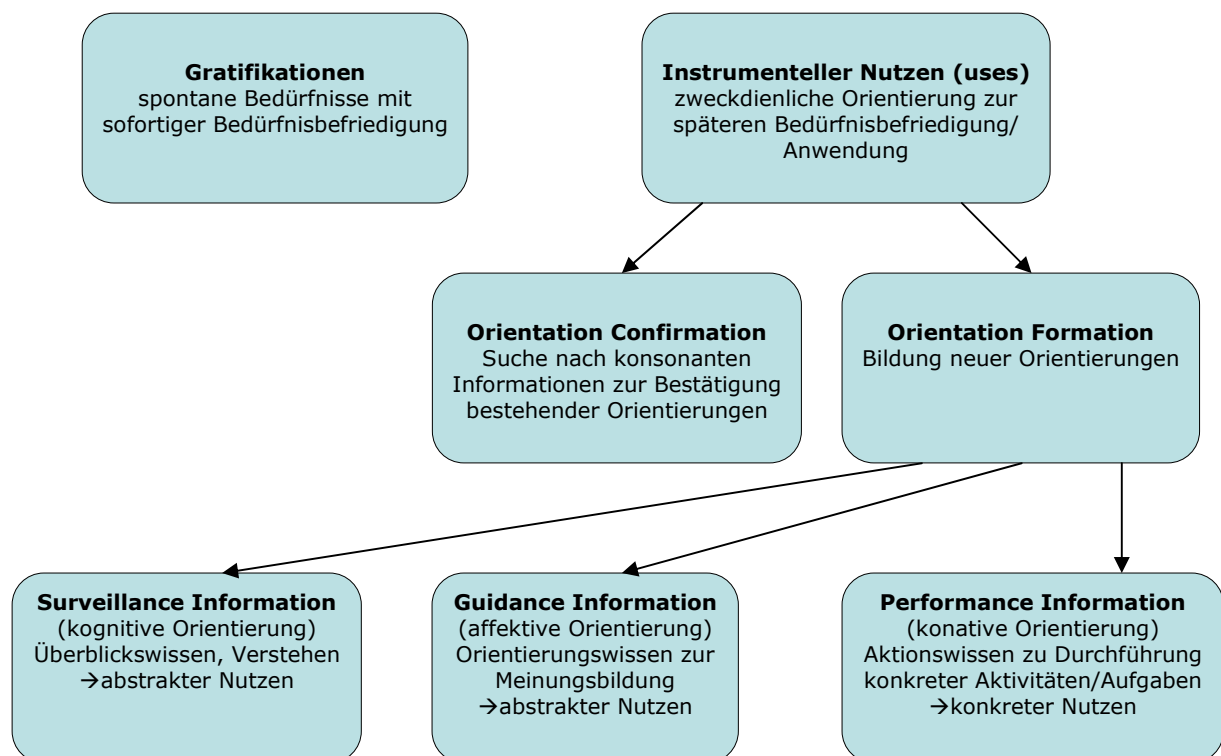 Gratifikationen
spontane Bedürfnisse mit
sofortiger Bedürfnisbefriedigung
Instrumenteller Nutzen (uses)
zweckdienliche Orientierung zur
späteren Bedürfnisbefriedigung/
Anwendung
Orientation Confirmation
Suche nach konsonanten
Informationen zur Bestätigung
bestehender Orientierungen
Orientation Formation
Bildung neuer Orientierungen
Surveillance Information
(kognitive Orientierung)
Überblickswissen, Verstehen
→abstrakter Nutzen
Guidance Information
(affektive Orientierung)
Orientierungswissen zur
Meinungsbildung
→abstrakter Nutzen
Performance Information
(konative Orientierung)
Aktionswissen zu Durchführung
konkreter Aktivitäten/Aufgaben
→konkreter Nutzen